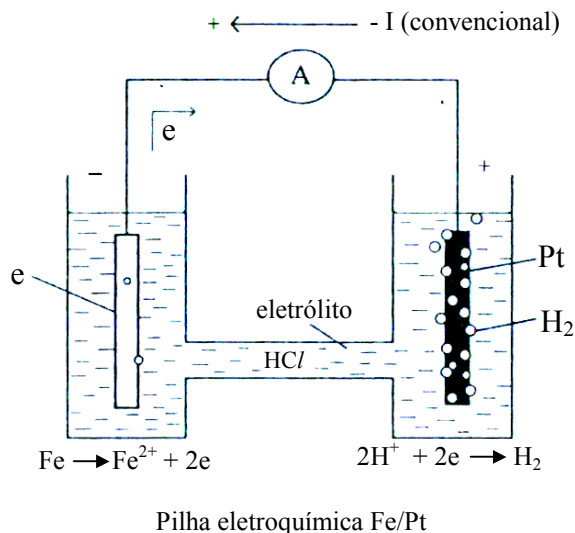 + ← - I (convencional)
A
e
− +
e
Pt
eletrólito
H₂
HCl
Fe → Fe²⁺ + 2e 2H⁺ + 2e → H₂
Pilha eletroquímica Fe/Pt